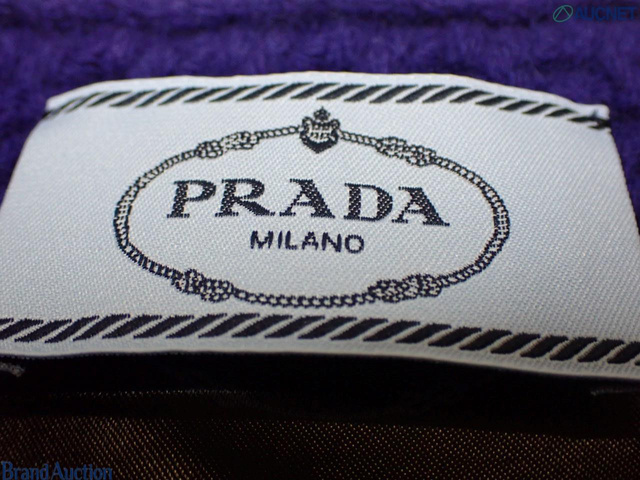 AUCNET
PRADA
MILANO
Brand Auction